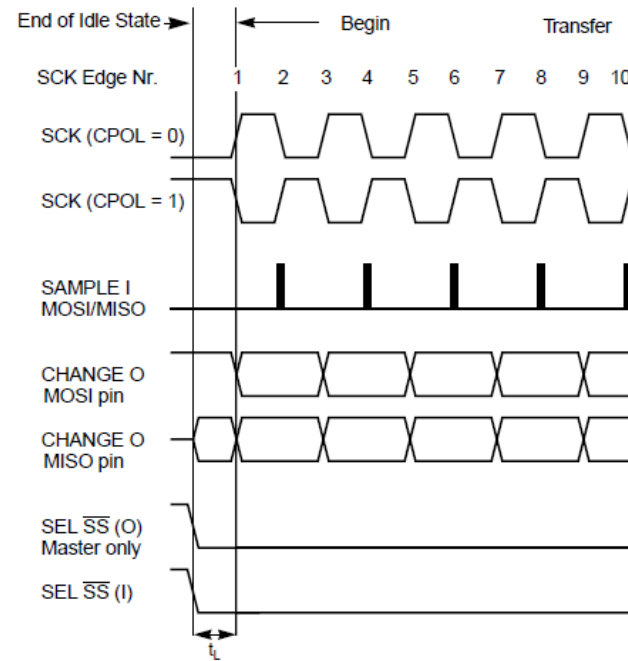 End of Idle State Begin Transfer
SCK Edge Nr. 1 2 3 4 5 6 7 8 9 10
SCK (CPOL = 0)
SCK (CPOL = 1)
SAMPLE I
MOSI/MISO
CHANGE O
MOSI pin
CHANGE O
MISO pin
SEL SS (O)
Master only
SEL SS (I)
tL